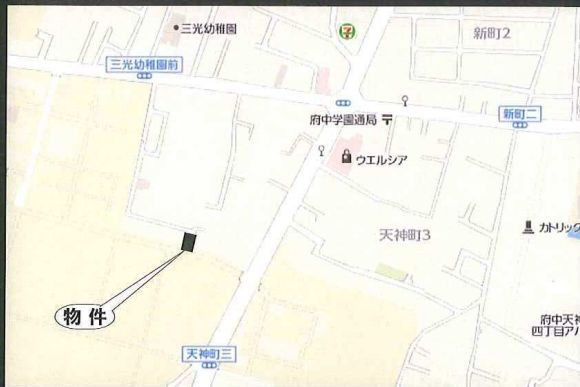 三光幼稚園
新町2
三光幼稚園前
7
府中学園通局
新町二
ウエルシア
天神町3
カトリック
物件
府中天神
四丁目アパ
天神町三